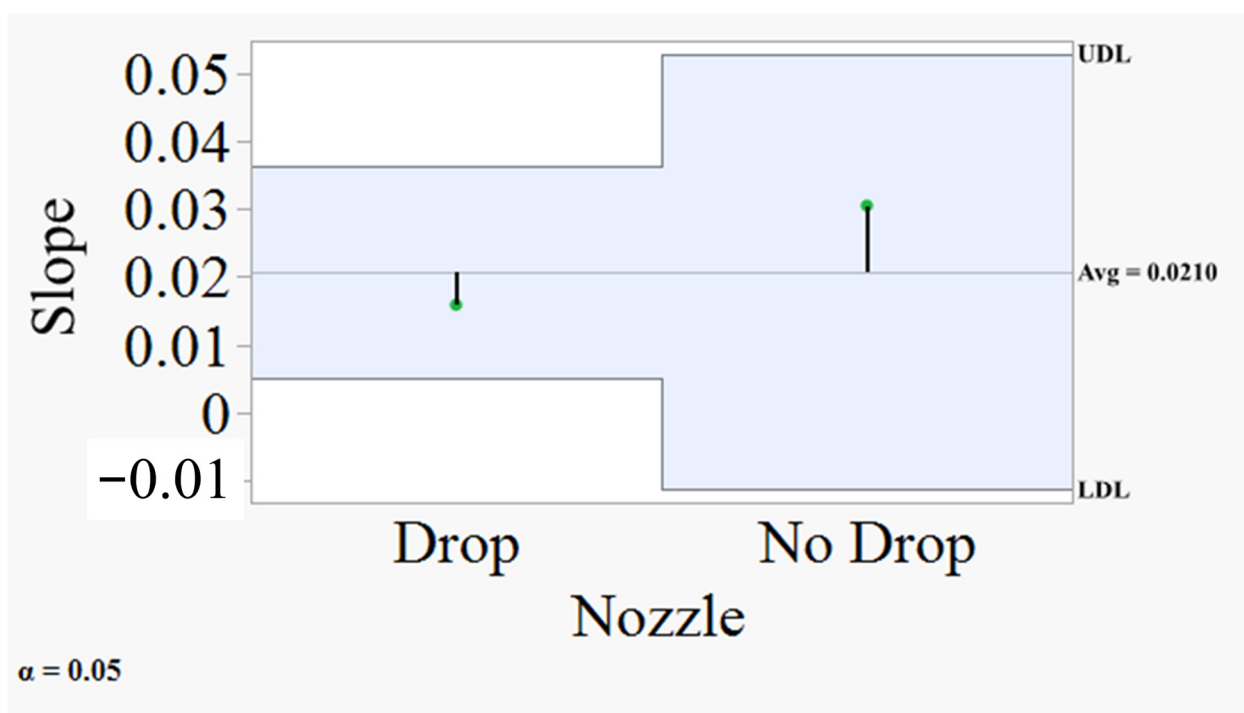 Slope
0.05
0.04
0.03
0.02
0.01
0
−0.01
UDL
Avg = 0.0210
LDL
Drop
No Drop
Nozzle
α = 0.05